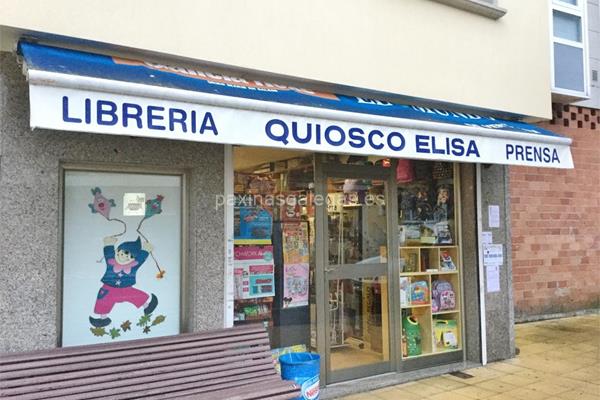 LIBRERIA QUIOSCO ELISA PRENSA
paxinasgalegas.es